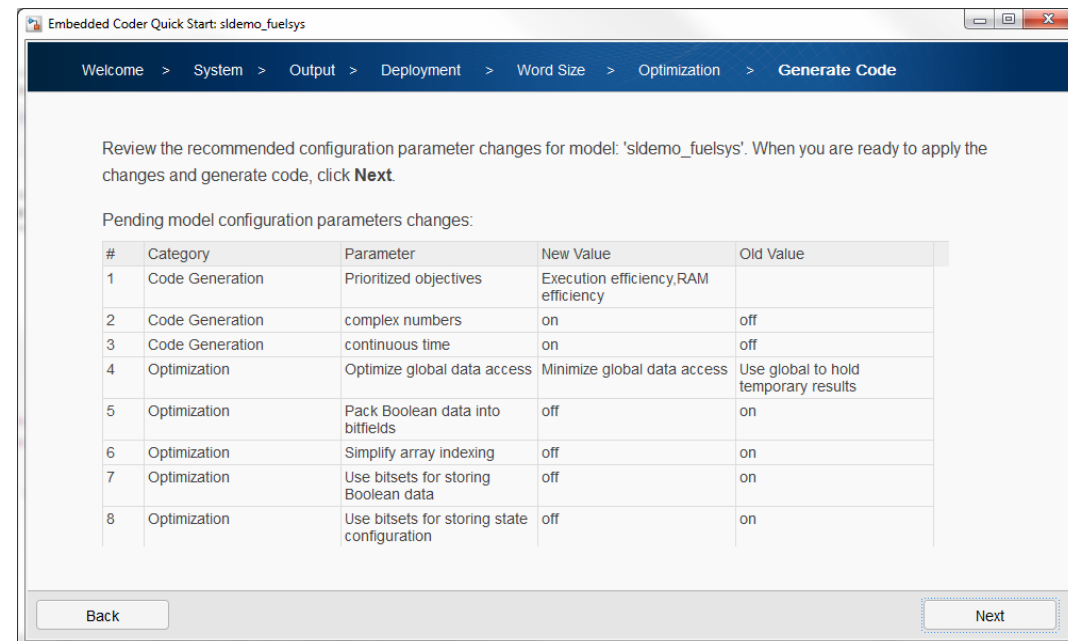 Embedded Coder Quick Start: sldemo_fuelsys
Welcome > System > Output > Deployment > Word Size > Optimization > Generate Code
Review the recommended configuration parameter changes for model: 'sldemo_fuelsys'. When you are ready to apply the
changes and generate code, click Next.
Pending model configuration parameters changes:
# Category Parameter New Value Old Value
1 Code Generation Prioritized objectives Execution efficiency,RAM
efficiency
2 Code Generation complex numbers on off
3 Code Generation continuous time on off
4 Optimization Optimize global data access Minimize global data access Use global to hold
temporary results
5 Optimization Pack Boolean data into off on
bitfields
6 Optimization Simplify array indexing off on
7 Optimization Use bitsets for storing off on
Boolean data
8 Optimization Use bitsets for storing state off on
configuration
Back Next